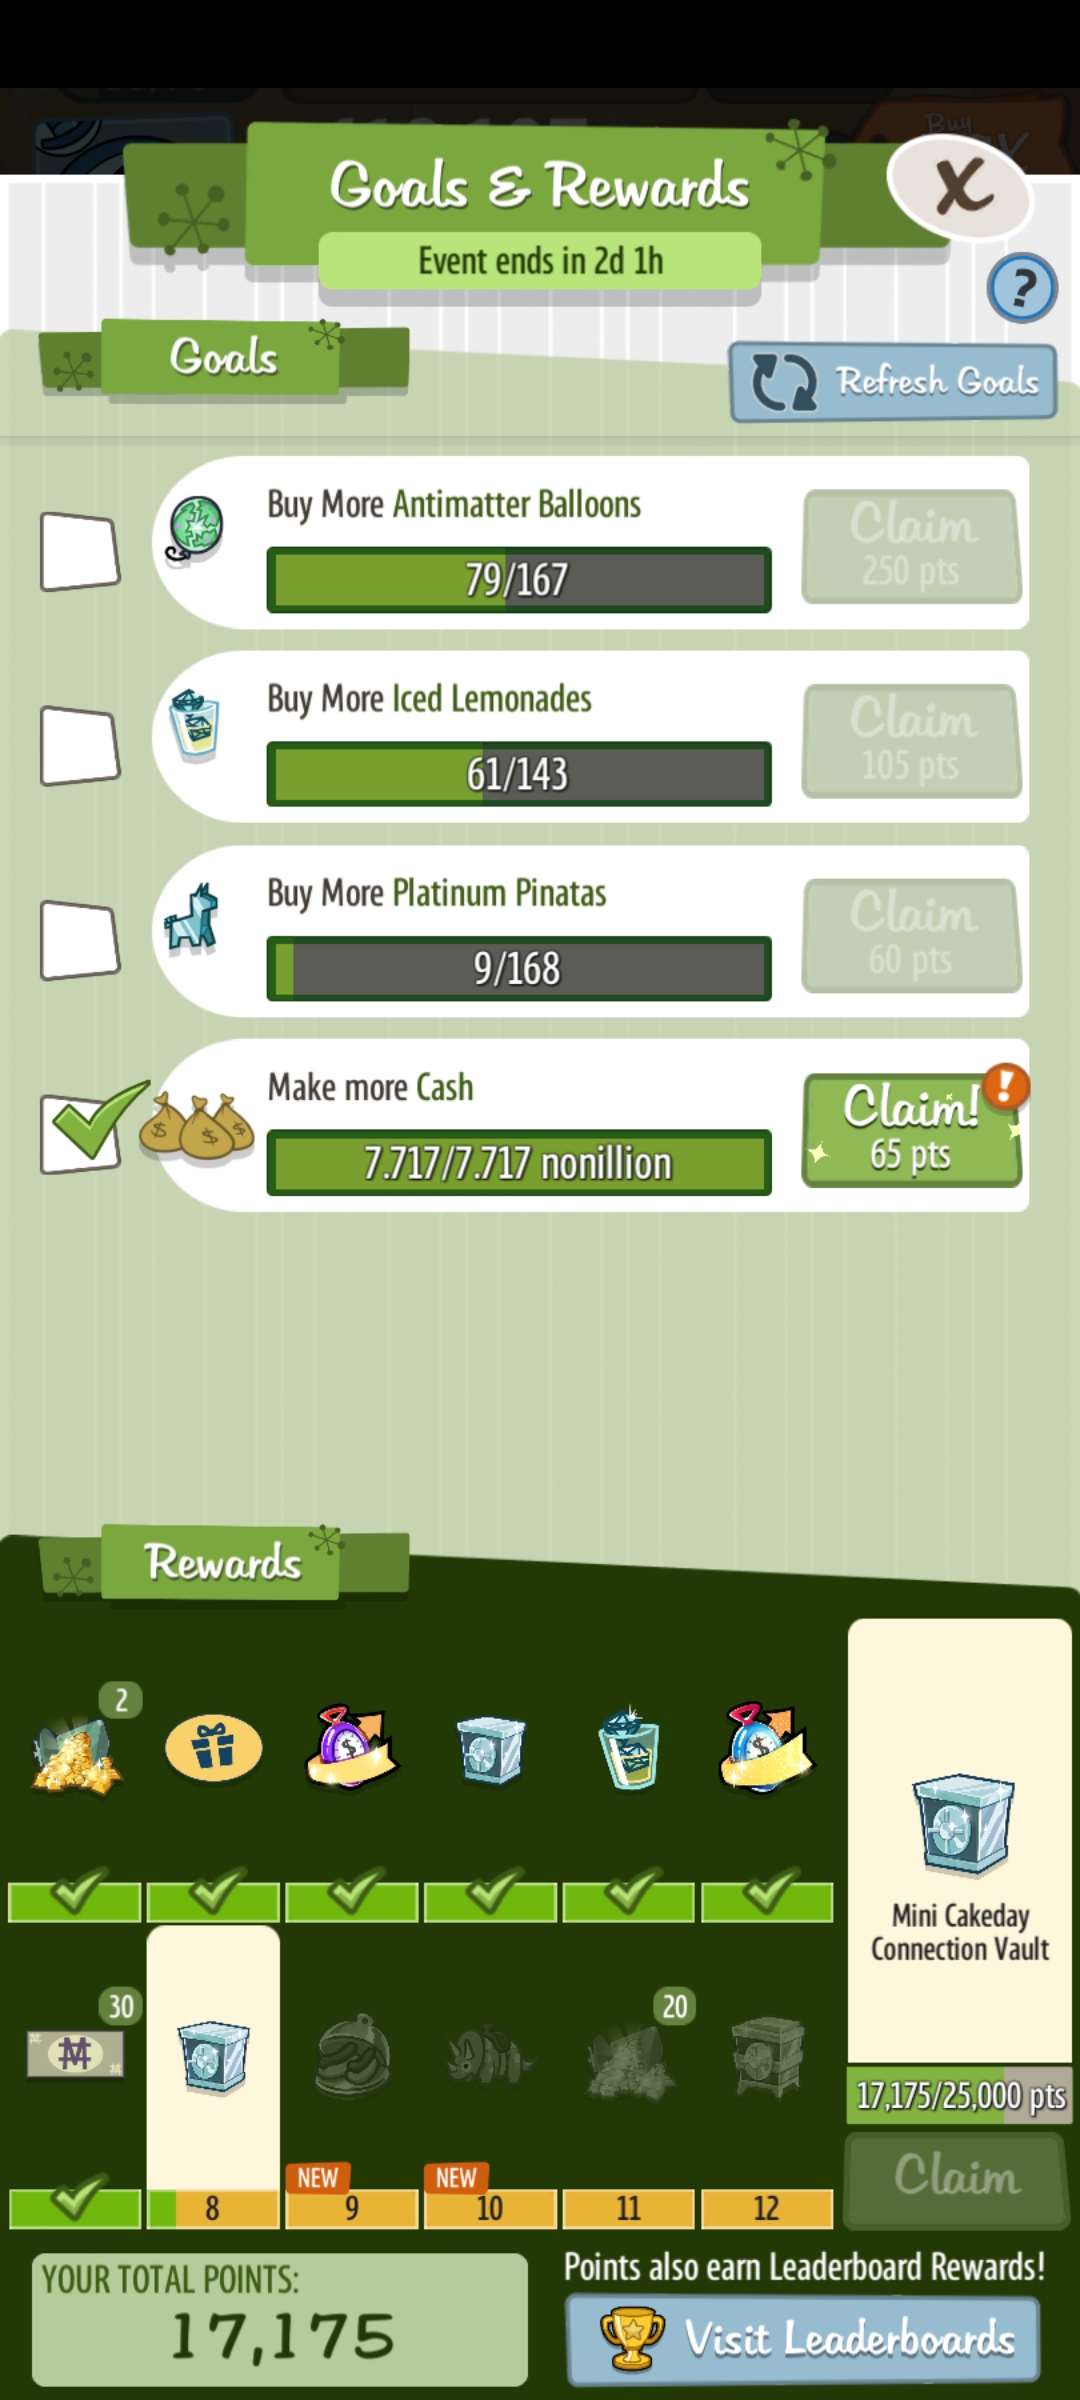 Buy
Goals & Rewards
X
Event ends in 2d 1h
?
Goals
Refresh Goals
Buy More Antimatter Balloons
79/167
Claim
250 pts
Buy More Iced Lemonades
61/143
Claim
105 pts
Buy More Platinum Pinatas
9/168
Claim
60 pts
Make more Cash
7.717/7.717 nonillion
Claim!
65 pts
!
Rewards
2
30
20
Mini Cakeday
Connection Vault
17,175/25,000 pts
Claim
NEW
NEW
8
9
10
11
12
YOUR TOTAL POINTS:
17,175
Points also earn Leaderboard Rewards!
Visit Leaderboards